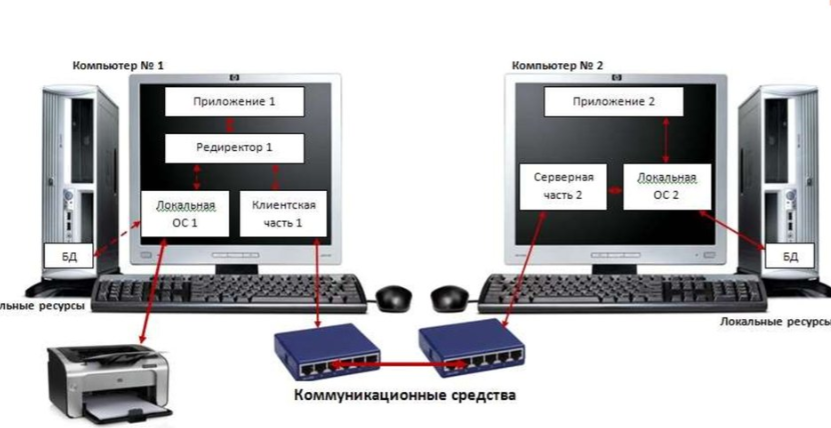 Компьютер № 1
Компьютер № 2
Приложение 1
Приложение 2
Редиректор 1
Серверная
часть 2
Локальная
ОС 2
Локальная
ОС 1
Клиентская
часть 1
БД
БД
льные ресурсы
Локальные ресурсы
Коммуникационные средства